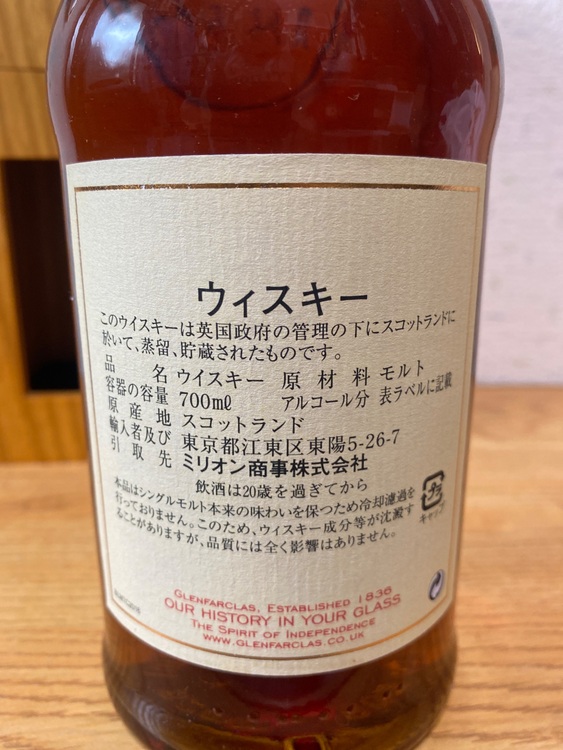 ウィスキー
このウイスキーは英国政府の管理の下にスコットランドに
於いて、蒸留、貯蔵されたものです。
品名 ウイスキー 原材料 モルト
容器の容量 700mℓ アルコール分 表ラベルに記載
原産地 スコットランド
輸入者及び 東京都江東区東陽5-26-7
引取先 ミリオン商事株式会社
飲酒は20歳を過ぎてから
本品はシングルモルト本来の味わいを保つため冷却濾過を
行っておりません。このため、ウィスキー成分等が沈澱す
ることがありますが、品質には全く影響はありません。
プラ
キャップ
GLENFARCLAS, ESTABLISHED 1836
OUR HISTORY IN YOUR GLASS
THE SPIRIT OF INDEPENDENCE
WWW.GLENFARCLAS.CO.UK